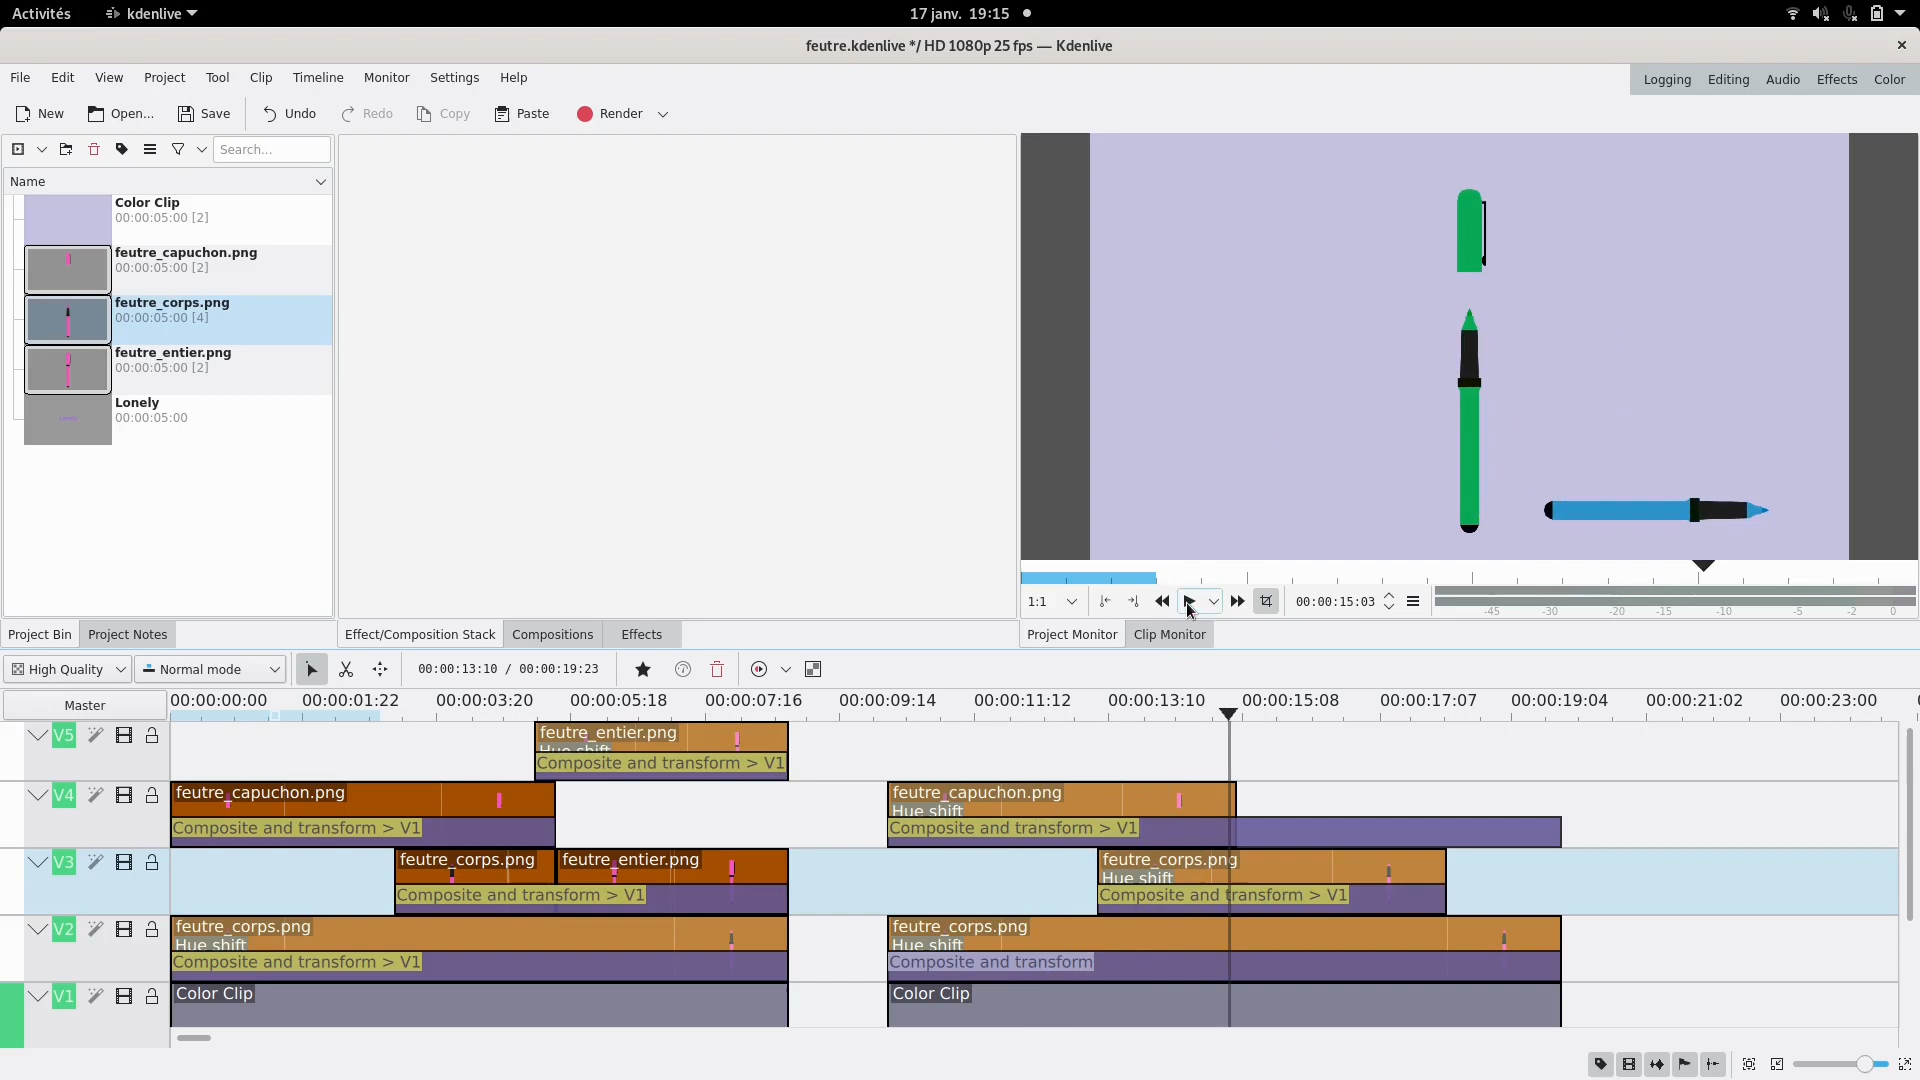 Activités
kdenlive
17 janv. 19:15
feutre.kdenlive */ HD 1080p 25 fps — Kdenlive
File Edit View Project Tool Clip Timeline Monitor Settings Help
Logging Editing Audio Effects Color
New Open... Save Undo Redo Copy Paste Render
Search...
Name
Color Clip
00:00:05:00 [2]
feutre_capuchon.png
00:00:05:00 [2]
feutre_corps.png
00:00:05:00 [4]
feutre_entier.png
00:00:05:00 [2]
Lonely
00:00:05:00
1:1
00:00:15:03
-45 -30 -20 -15 -10 -5 -2 0
Project Bin Project Notes
Effect/Composition Stack Compositions Effects
Project Monitor Clip Monitor
High Quality Normal mode
00:00:13:10 / 00:00:19:23
Master
00:00:00:00 00:00:01:22 00:00:03:20 00:00:05:18 00:00:07:16 00:00:09:14 00:00:11:12 00:00:13:10 00:00:15:08 00:00:17:07 00:00:19:04 00:00:21:02 00:00:23:00
V5
feutre_entier.png
Hue shift
Composite and transform > V1
V4
feutre_capuchon.png
feutre_capuchon.png
Hue shift
Composite and transform > V1
Composite and transform > V1
V3
feutre_corps.png
feutre_entier.png
feutre_corps.png
Hue shift
Composite and transform > V1
Composite and transform > V1
V2
feutre_corps.png
feutre_corps.png
Hue shift
Hue shift
Composite and transform > V1
Composite and transform
V1
Color Clip
Color Clip